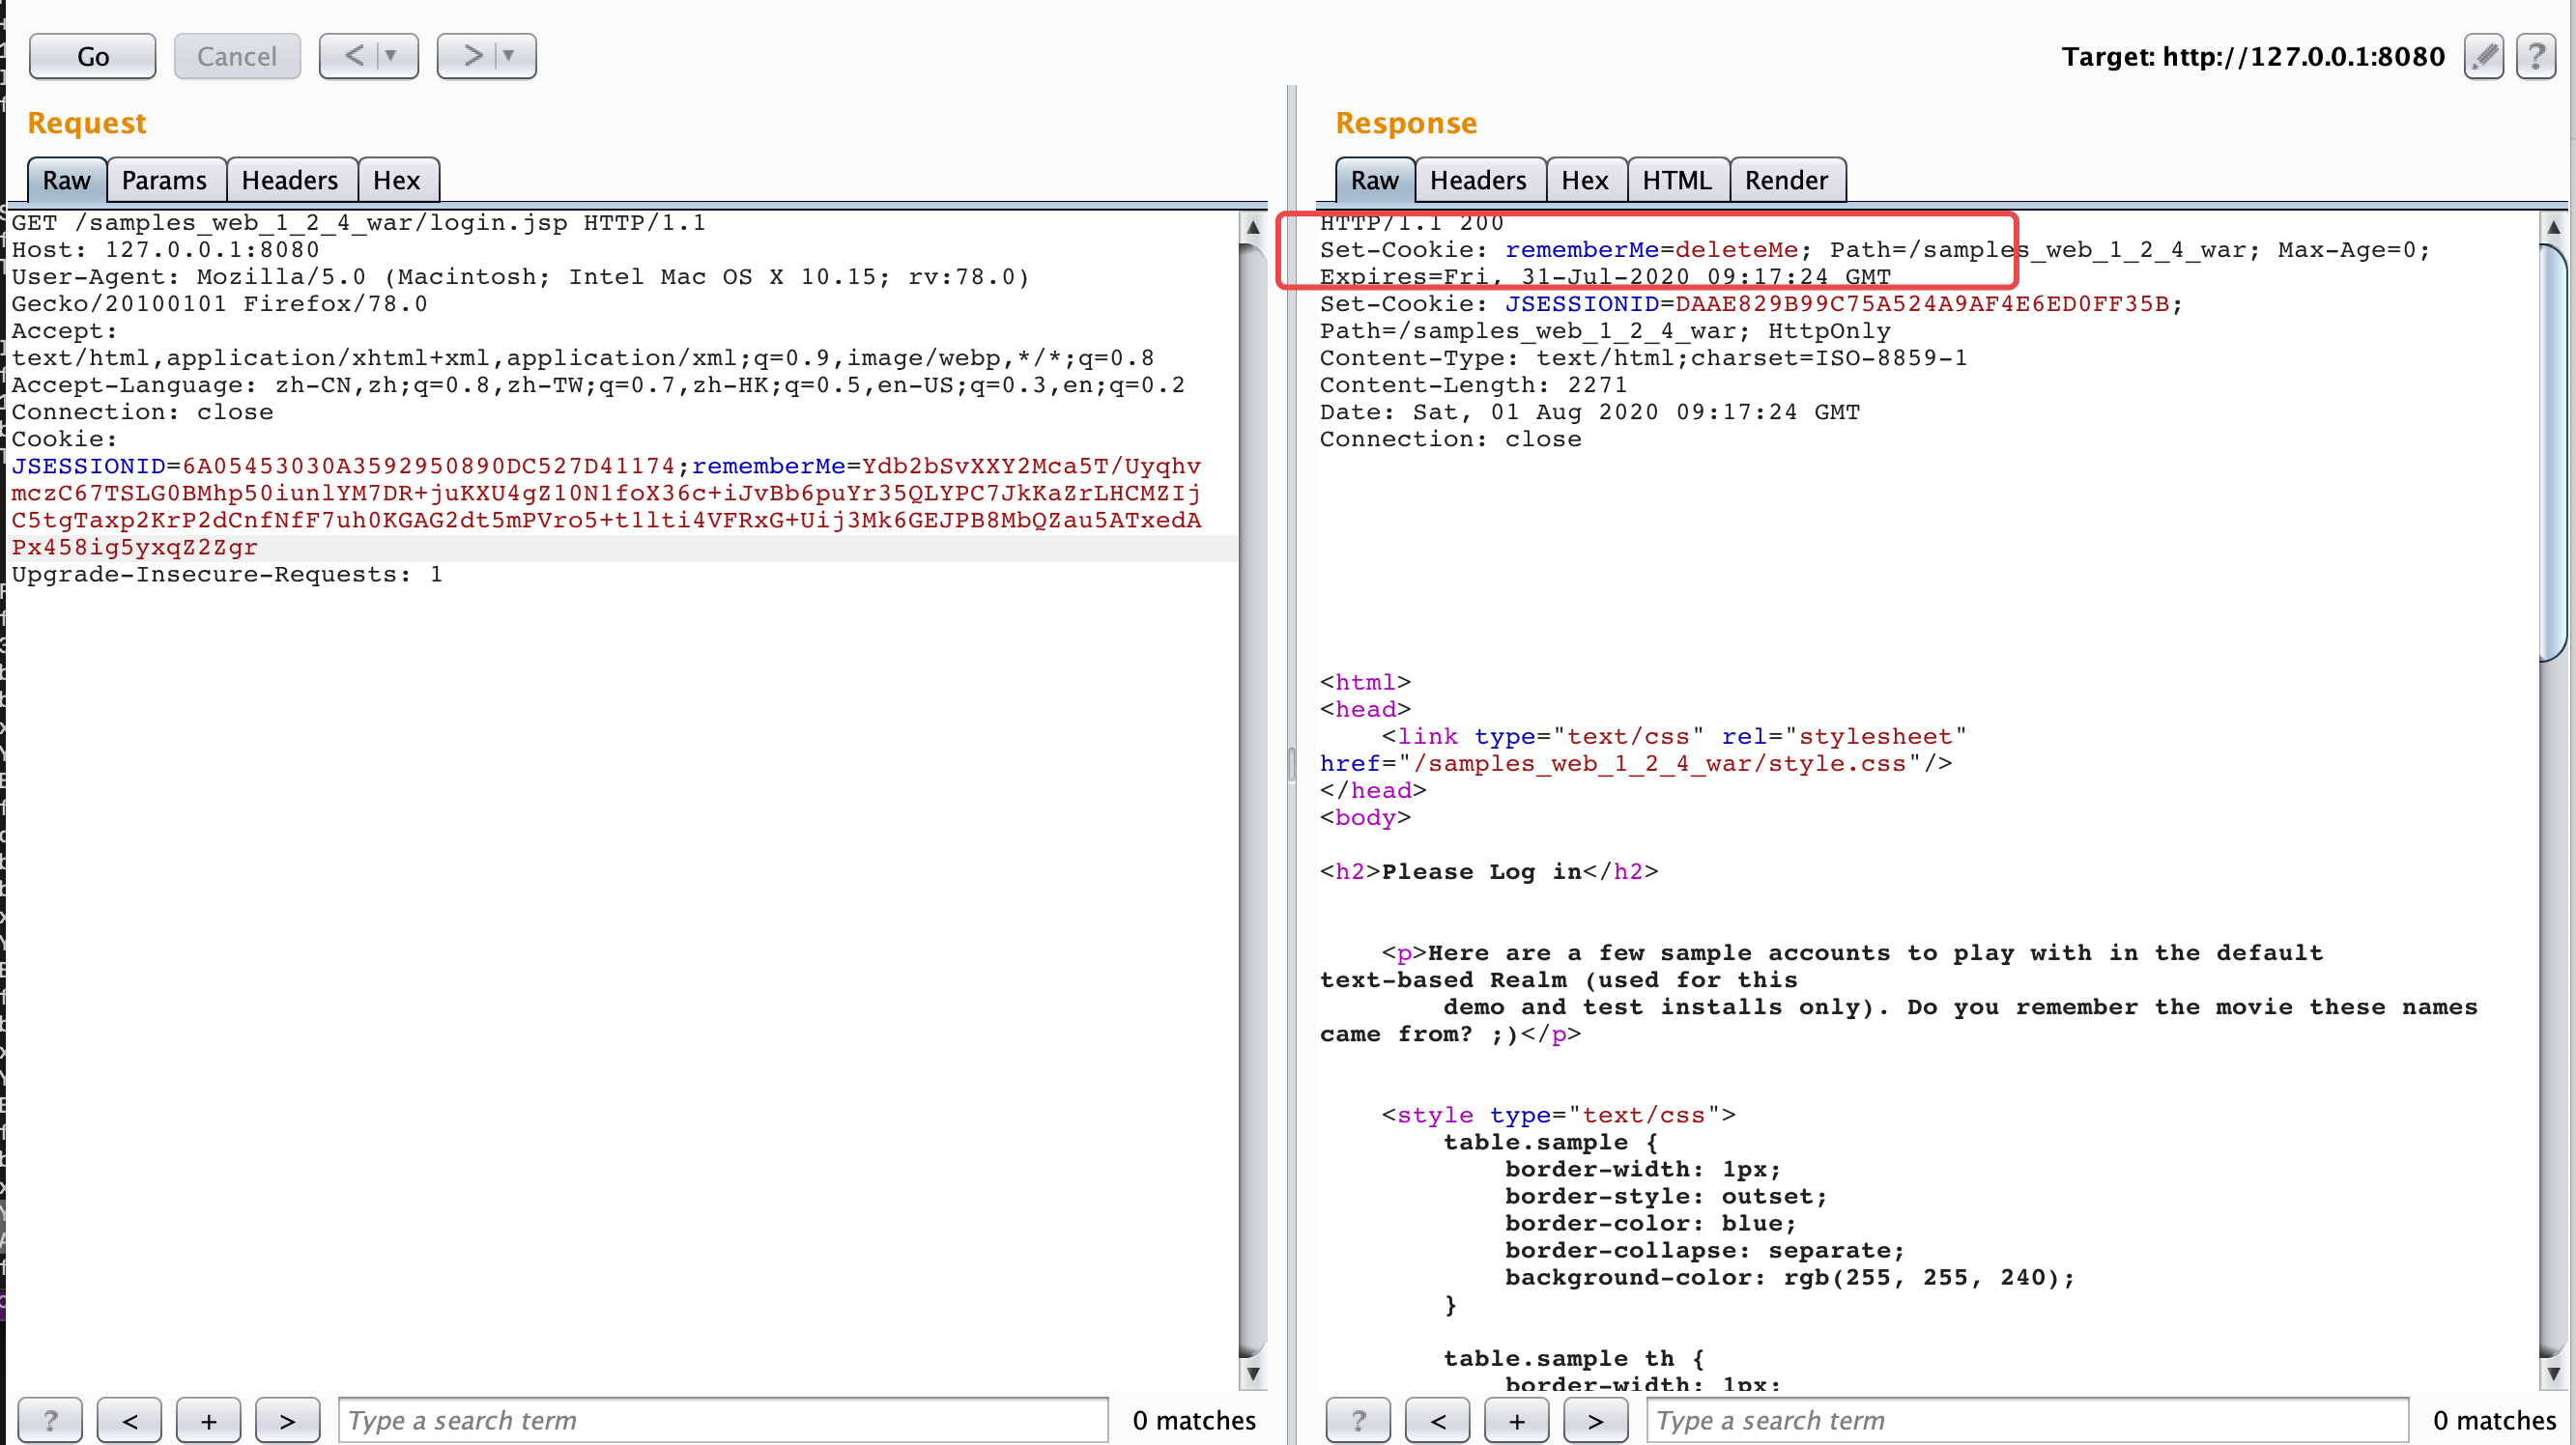 Go
Cancel
<
>
Target: http://127.0.0.1:8080
?
Request
Raw
Params
Headers
Hex
GET /samples_web_1_2_4_war/login.jsp HTTP/1.1
Host: 127.0.0.1:8080
User-Agent: Mozilla/5.0 (Macintosh; Intel Mac OS X 10.15; rv:78.0)
Gecko/20100101 Firefox/78.0
Accept:
text/html,application/xhtml+xml,application/xml;q=0.9,image/webp,*/*;q=0.8
Accept-Language: zh-CN,zh;q=0.8,zh-TW;q=0.7,zh-HK;q=0.5,en-US;q=0.3,en;q=0.2
Connection: close
Cookie:
JSESSIONID=6A05453030A3592950890DC527D41174;rememberMe=Ydb2bSvXXY2Mca5T/Uyqhv
mczC67TSLG0BMhp50iunlYM7DR+juKXU4gZ10N1foX36c+iJvBb6puYr35QLYPC7JkKaZrLHCMZIj
C5tgTaxp2KrP2dCnfNfF7uh0KGAG2dt5mPVro5+t1lti4VFRxG+Uij3Mk6GEJPB8MbQZau5ATxedA
Px458ig5yxqZ2Zgr
Upgrade-Insecure-Requests: 1
?
<
+
>
Type a search term
0 matches
Response
Raw
Headers
Hex
HTML
Render
HTTP/1.1 200
Set-Cookie: rememberMe=deleteMe; Path=/samples_web_1_2_4_war; Max-Age=0;
Expires=Fri, 31-Jul-2020 09:17:24 GMT
Set-Cookie: JSESSIONID=DAAE829B99C75A524A9AF4E6ED0FF35B;
Path=/samples_web_1_2_4_war; HttpOnly
Content-Type: text/html;charset=ISO-8859-1
Content-Length: 2271
Date: Sat, 01 Aug 2020 09:17:24 GMT
Connection: close
<html>
<head>
<link type="text/css" rel="stylesheet"
href="/samples_web_1_2_4_war/style.css"/>
</head>
<body>
<h2>Please Log in</h2>
<p>Here are a few sample accounts to play with in the default
text-based Realm (used for this
demo and test installs only). Do you remember the movie these names
came from? ;)</p>
<style type="text/css">
table.sample {
border-width: 1px;
border-style: outset;
border-color: blue;
border-collapse: separate;
background-color: rgb(255, 255, 240);
}
table.sample th {
border-width: 1px;
?
<
+
>
Type a search term
0 matches